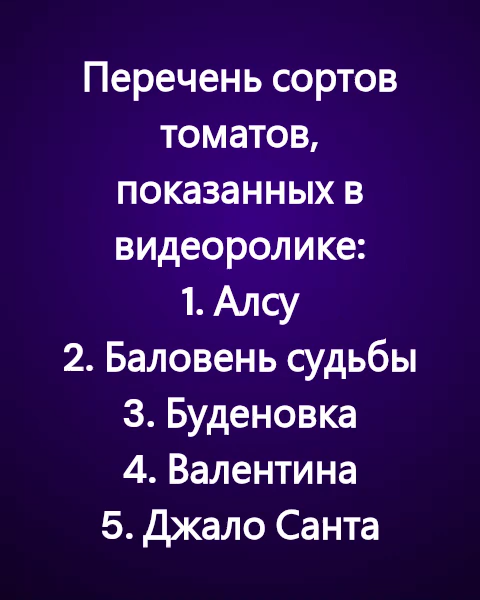 Перечень сортов
томатов,
показанных в
видеоролике:
1. Алсу
2. Баловень судьбы
3. Буденовка
4. Валентина
5. Джало Санта